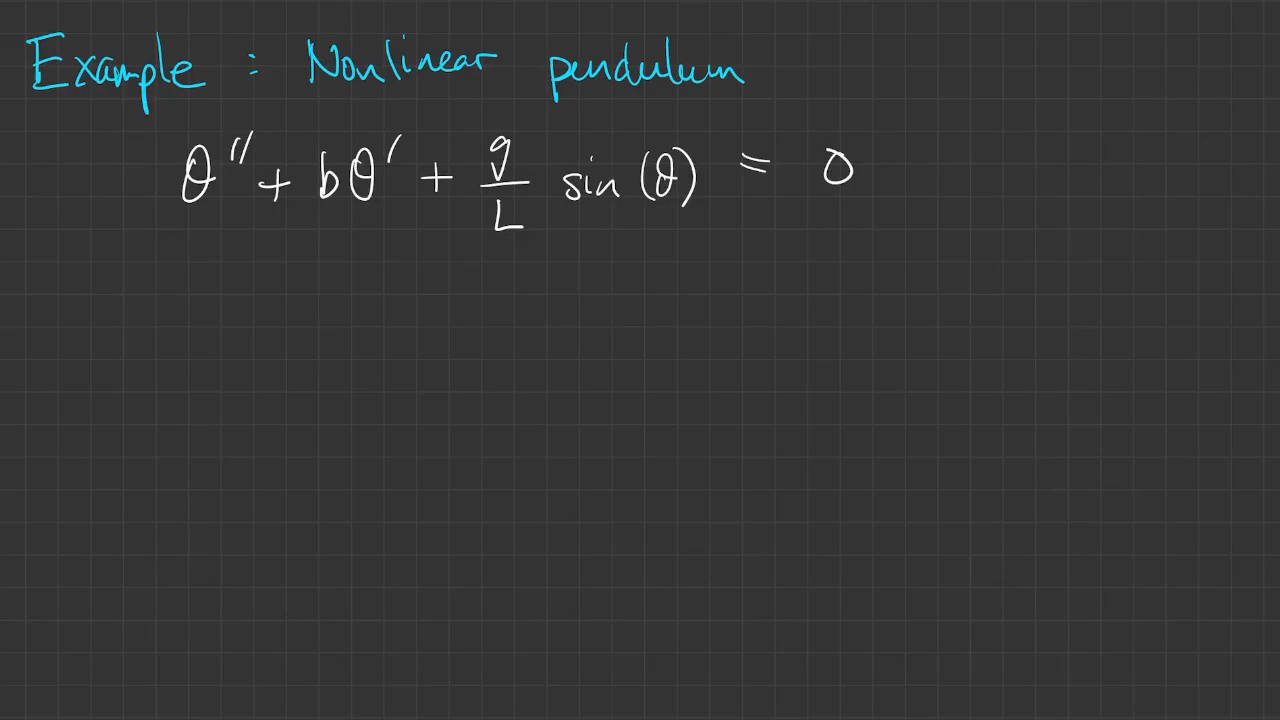 Example : Nonlinear pendulum
θ'' + bθ' + g/L sin(θ) = 0